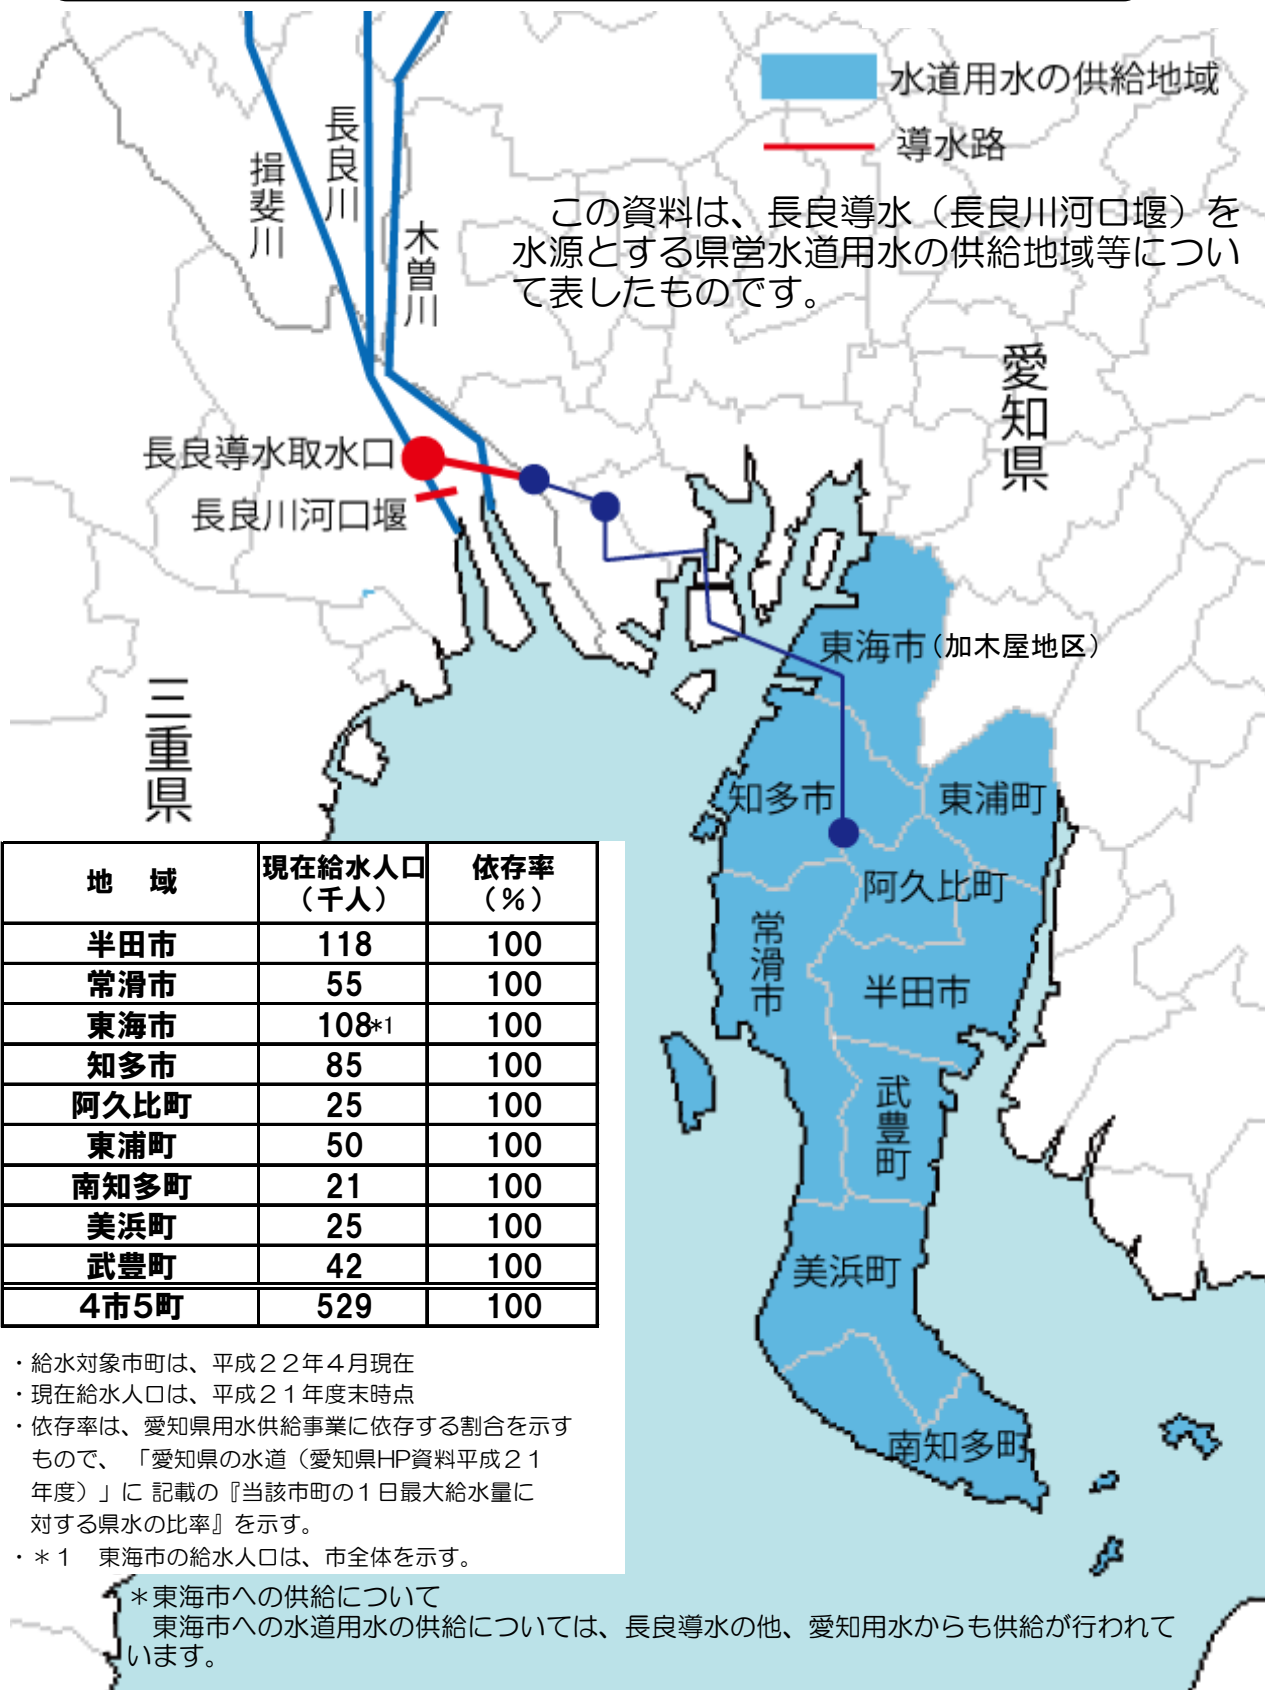 水道用水の供給地域
導水路
この資料は、長良導水（長良川河口堰）を
水源とする県営水道用水の供給地域等につい
て表したものです。
揖斐川
長良川
木曽川
愛知県
長良導水取水口
長良川河口堰
三重県
東海市（加木屋地区）
知多市
東浦町
阿久比町
常滑市
半田市
武豊町
美浜町
南知多町
地　域 現在給水人口（千人） 依存率（％）
半田市 118 100
常滑市 55 100
東海市 108*1 100
知多市 85 100
阿久比町 25 100
東浦町 50 100
南知多町 21 100
美浜町 25 100
武豊町 42 100
4市5町 529 100
・給水対象市町は、平成２２年４月現在
・現在給水人口は、平成２１年度末時点
・依存率は、愛知県用水供給事業に依存する割合を示す
もので、「愛知県の水道（愛知県HP資料平成２１
年度）」に 記載の『当該市町の１日最大給水量に
対する県水の比率』を示す。
・＊１　東海市の給水人口は、市全体を示す。
＊東海市への供給について
東海市への水道用水の供給については、長良導水の他、愛知用水からも供給が行われて
います。